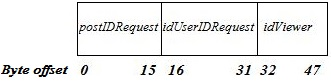 postIDRequest idUserIDRequest idViewer
Byte offset 0 15 16 31 32 47